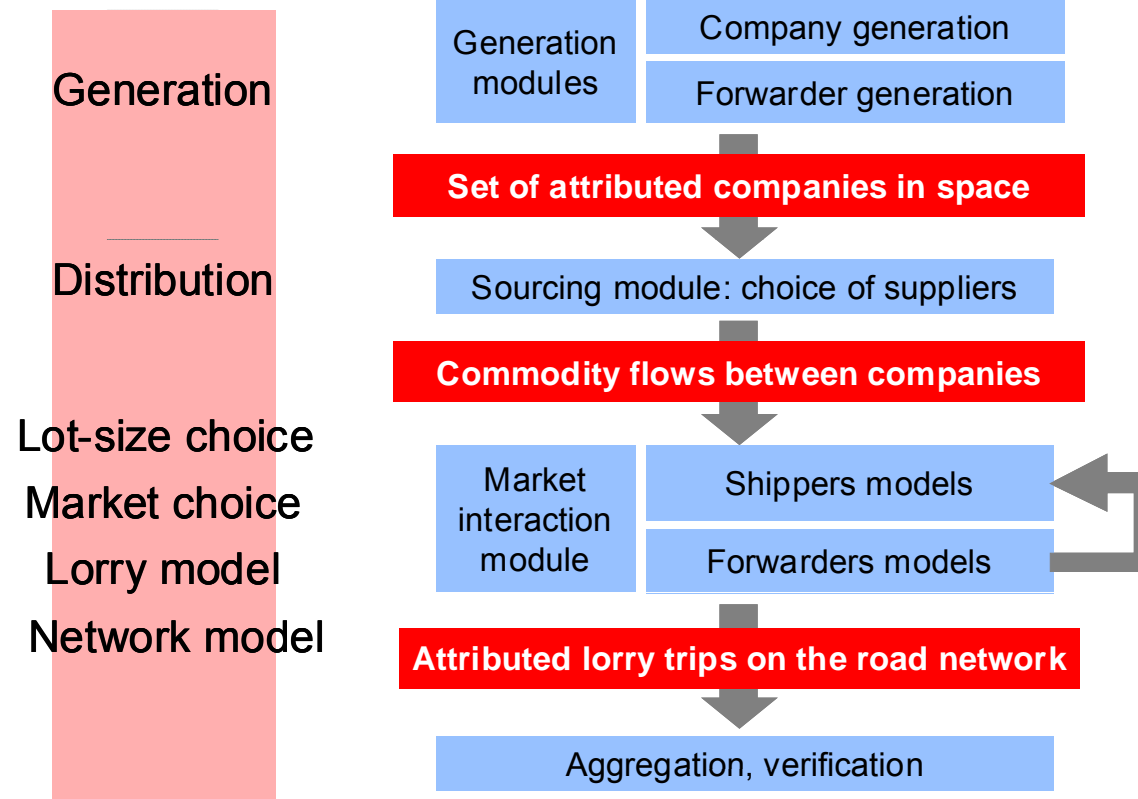 Generation
Distribution
Lot-size choice
Market choice
Lorry model
Network model
Generation
modules
Company generation
Forwarder generation
Set of attributed companies in space
Sourcing module: choice of suppliers
Commodity flows between companies
Market
interaction
module
Shippers models
Forwarders models
Attributed lorry trips on the road network
Aggregation, verification